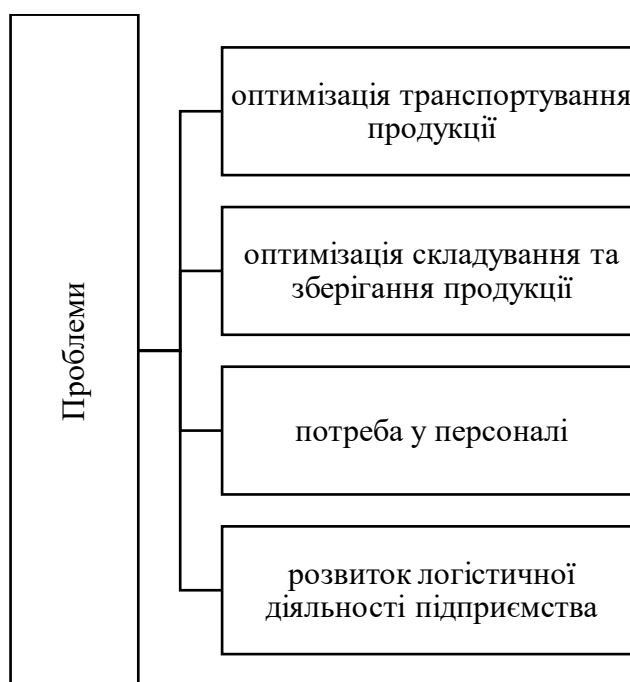 Проблеми
оптимізація транспортування
продукції
оптимізація складування та
зберігання продукції
потреба у персоналі
розвиток логістичної
діяльності підприємства